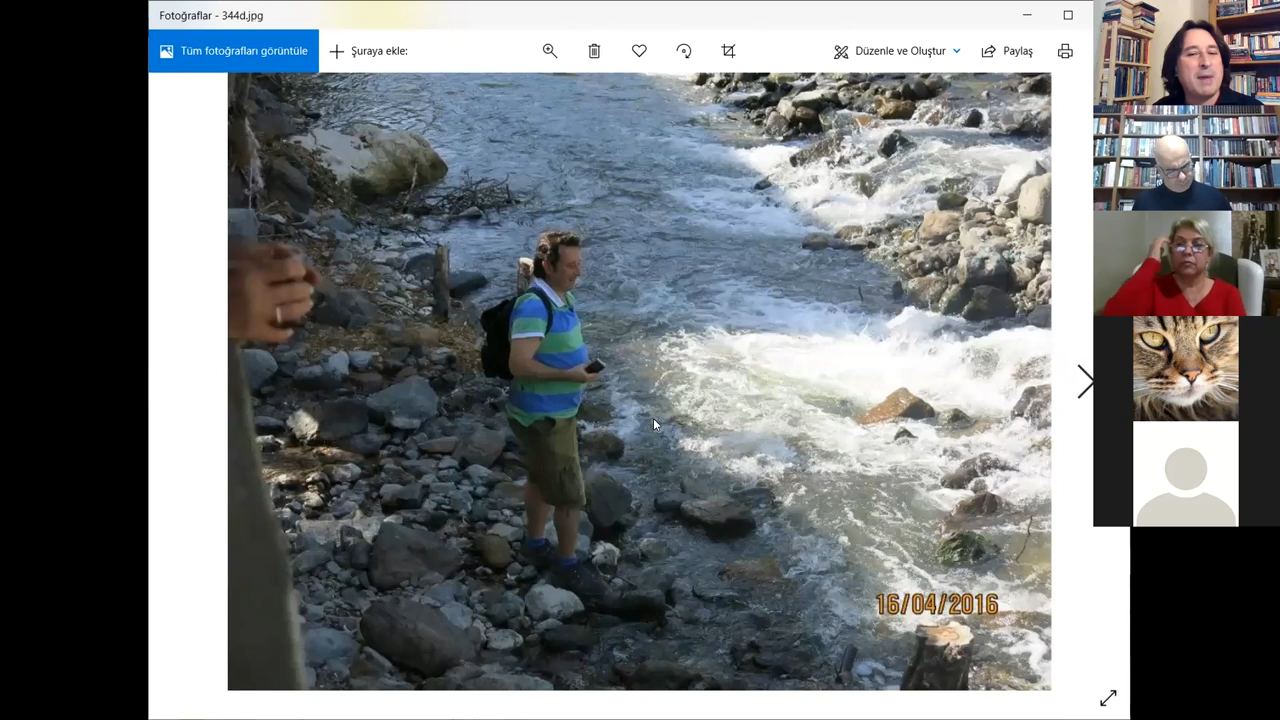 Fotoğraflar - 344d.jpg
Tüm fotoğrafları görüntüle
Şuraya ekle:
Düzenle ve Oluştur
Paylaş
16/04/2016